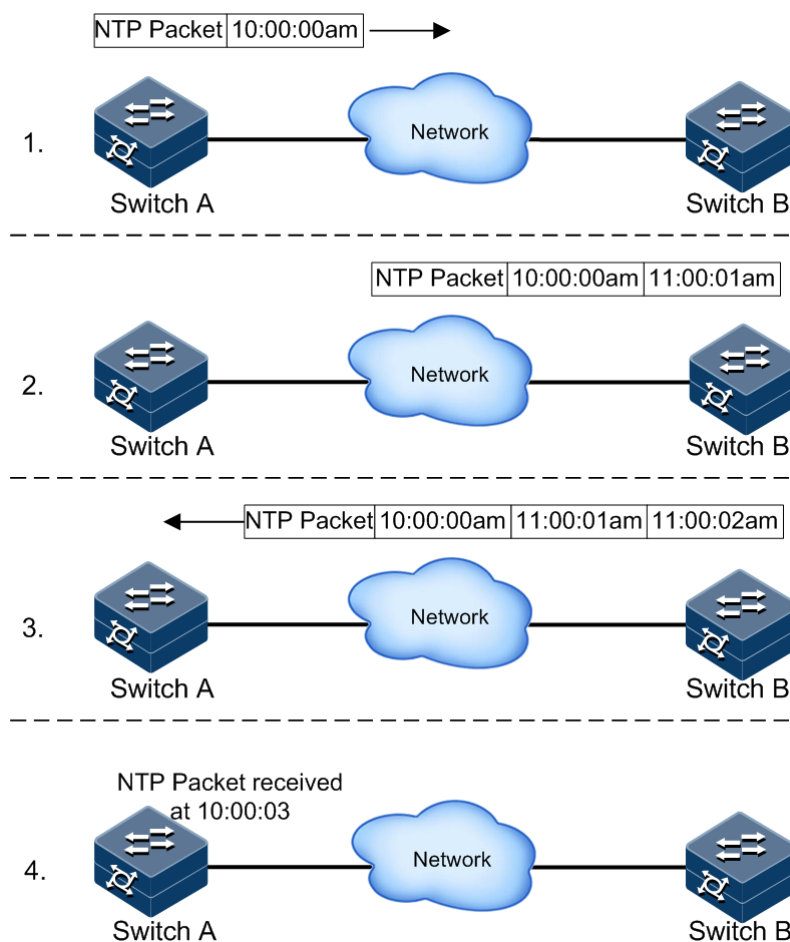 NTP Packet 10:00:00am
1.
Network
Switch A
Switch B
NTP Packet 10:00:00am 11:00:01am
2.
Network
Switch A
Switch B
NTP Packet 10:00:00am 11:00:01am 11:00:02am
3.
Network
Switch A
Switch B
NTP Packet received
at 10:00:03
4.
Network
Switch A
Switch B